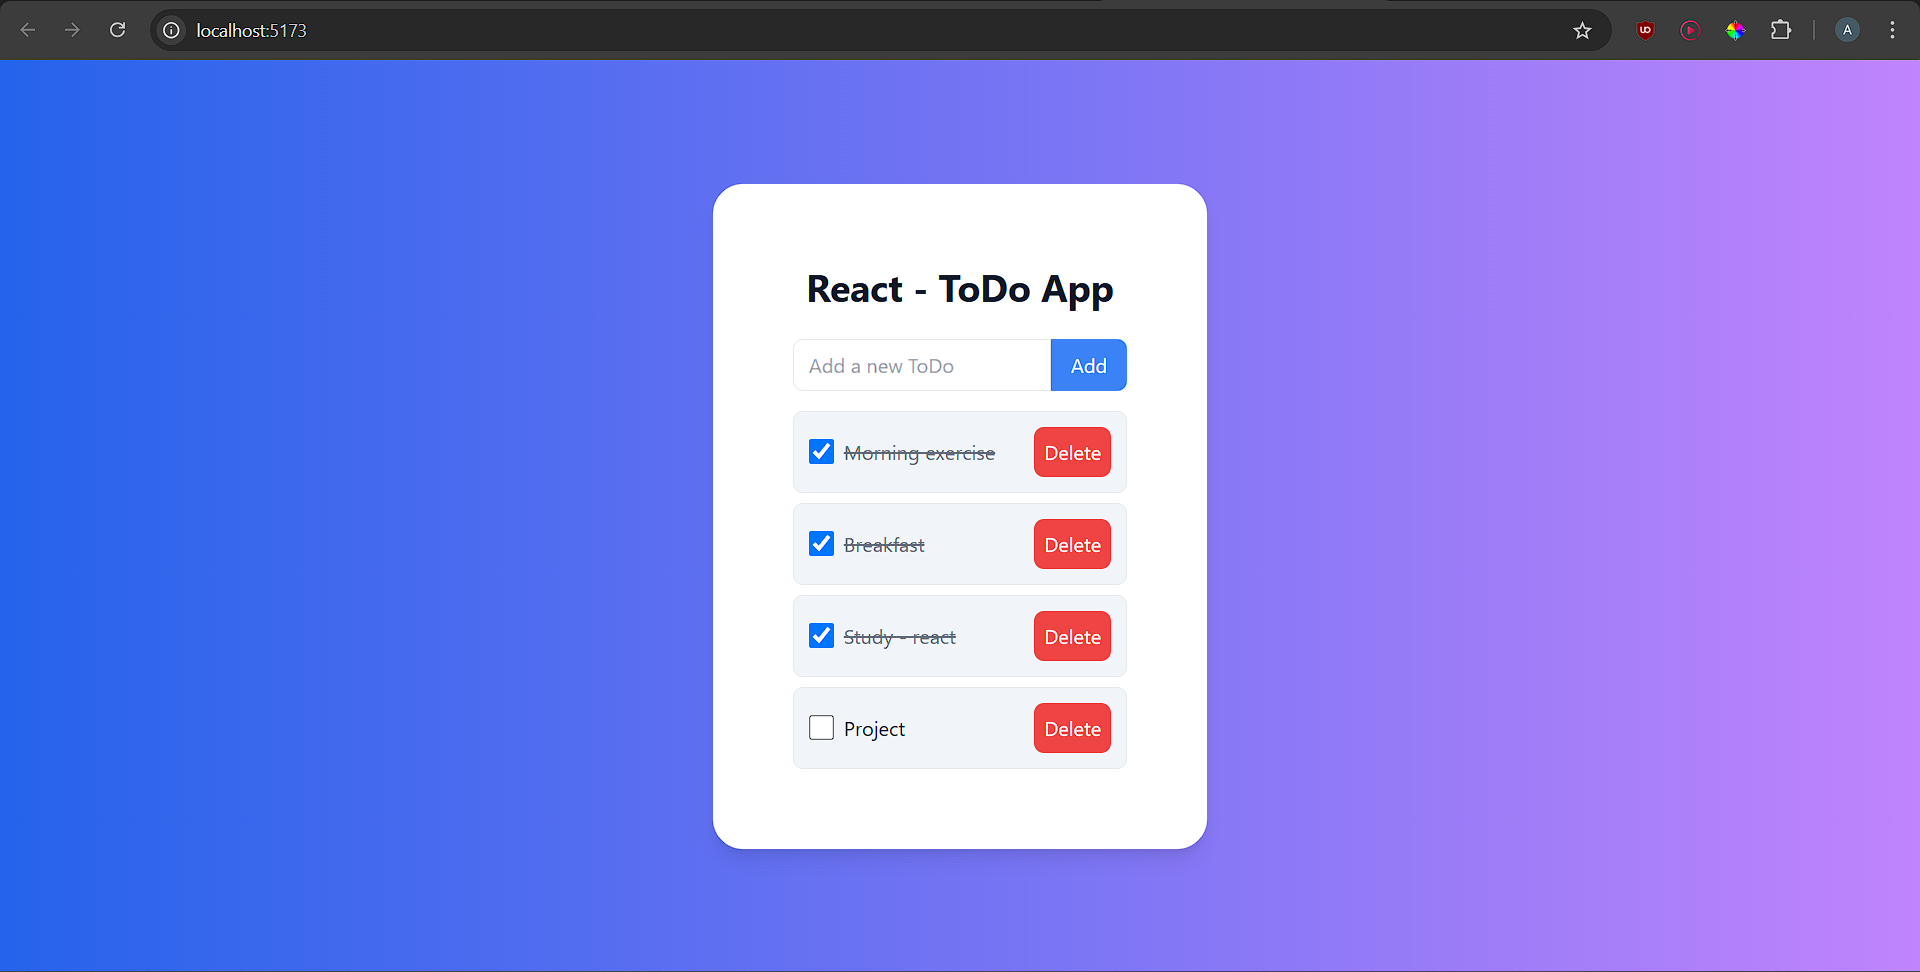 localhost:5173
A
React - ToDo App
Add a new ToDo
Add
Morning exercise
Delete
Breakfast
Delete
Study - react
Delete
Project
Delete